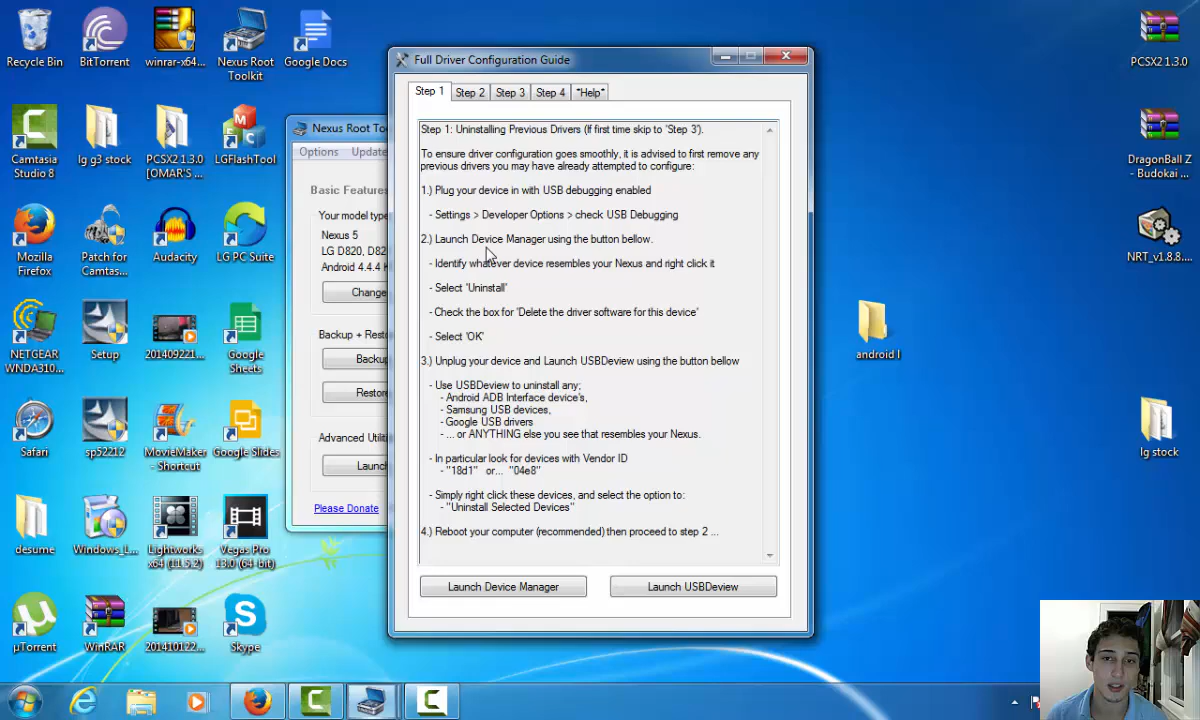 Recycle Bin
BitTorrent
winrar-x64...
Nexus Root
Toolkit
Google Docs
Camtasia
Studio 8
lg g3 stock
PCSX2 1.3.0
[OMAR'S ...
LGFlashTool
Mozilla
Firefox
Patch for
Camtas...
Audacity
LG PC Suite
NETGEAR
WNDA310...
Setup
201409221...
Google
Sheets
Safari
sp52212
MovieMaker
- Shortcut
Google Slides
desume
Windows_L...
Lightworks
x64 (11.5.2)
Vegas Pro
13.0 (64-bit)
µTorrent
WinRAR
201410122...
Skype
Nexus Root To
Options Update
Basic Feature
Your model type
Nexus 5
LG D820, D82
Android 4.4.4 K
Change
Backup + Resto
Backu
Restore
Advanced Utiliti
Launc
Please Donate
Full Driver Configuration Guide
Step 1 Step 2 Step 3 Step 4 *Help*
Step 1: Uninstalling Previous Drivers (If first time skip to 'Step 3').
To ensure driver configuration goes smoothly, it is advised to first remove any
previous drivers you may have already attempted to configure:
1.) Plug your device in with USB debugging enabled
- Settings > Developer Options > check USB Debugging
2.) Launch Device Manager using the button bellow.
- Identify whatever device resembles your Nexus and right click it
- Select 'Uninstall'
- Check the box for 'Delete the driver software for this device'
- Select 'OK'
3.) Unplug your device and Launch USBDeview using the button bellow
- Use USBDeview to uninstall any;
- Android ADB Interface device's,
- Samsung USB devices,
- Google USB drivers
- ... or ANYTHING else you see that resembles your Nexus.
- In particular look for devices with Vendor ID
- "18d1" or... "04e8"
- Simply right click these devices, and select the option to:
- "Uninstall Selected Devices"
4.) Reboot your computer (recommended) then proceed to step 2 ...
Launch Device Manager
Launch USBDeview
android l
PCSX2 1.3.0
DragonBall Z
- Budokai ...
NRT_v1.8.8....
lg stock